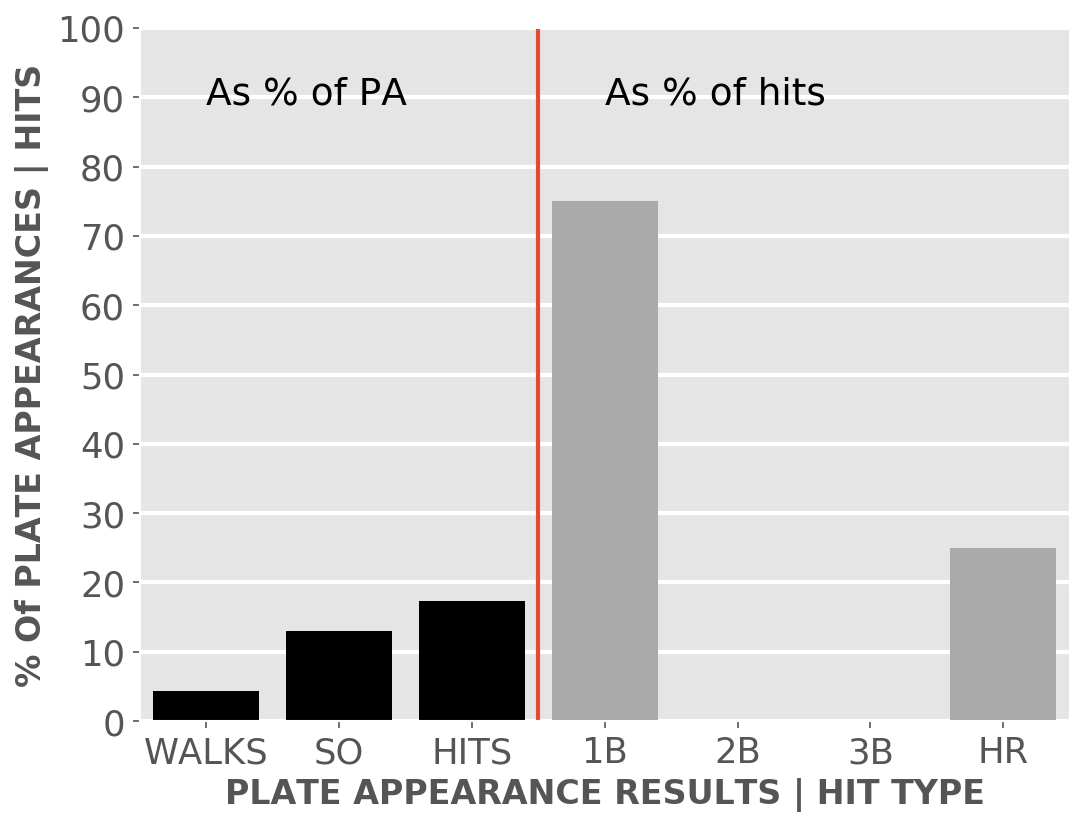 % Of PLATE APPEARANCES | HITS
100
90
80
70
60
50
40
30
20
10
0
As % of PA
As % of hits
WALKS SO HITS 1B 2B 3B HR
PLATE APPEARANCE RESULTS | HIT TYPE